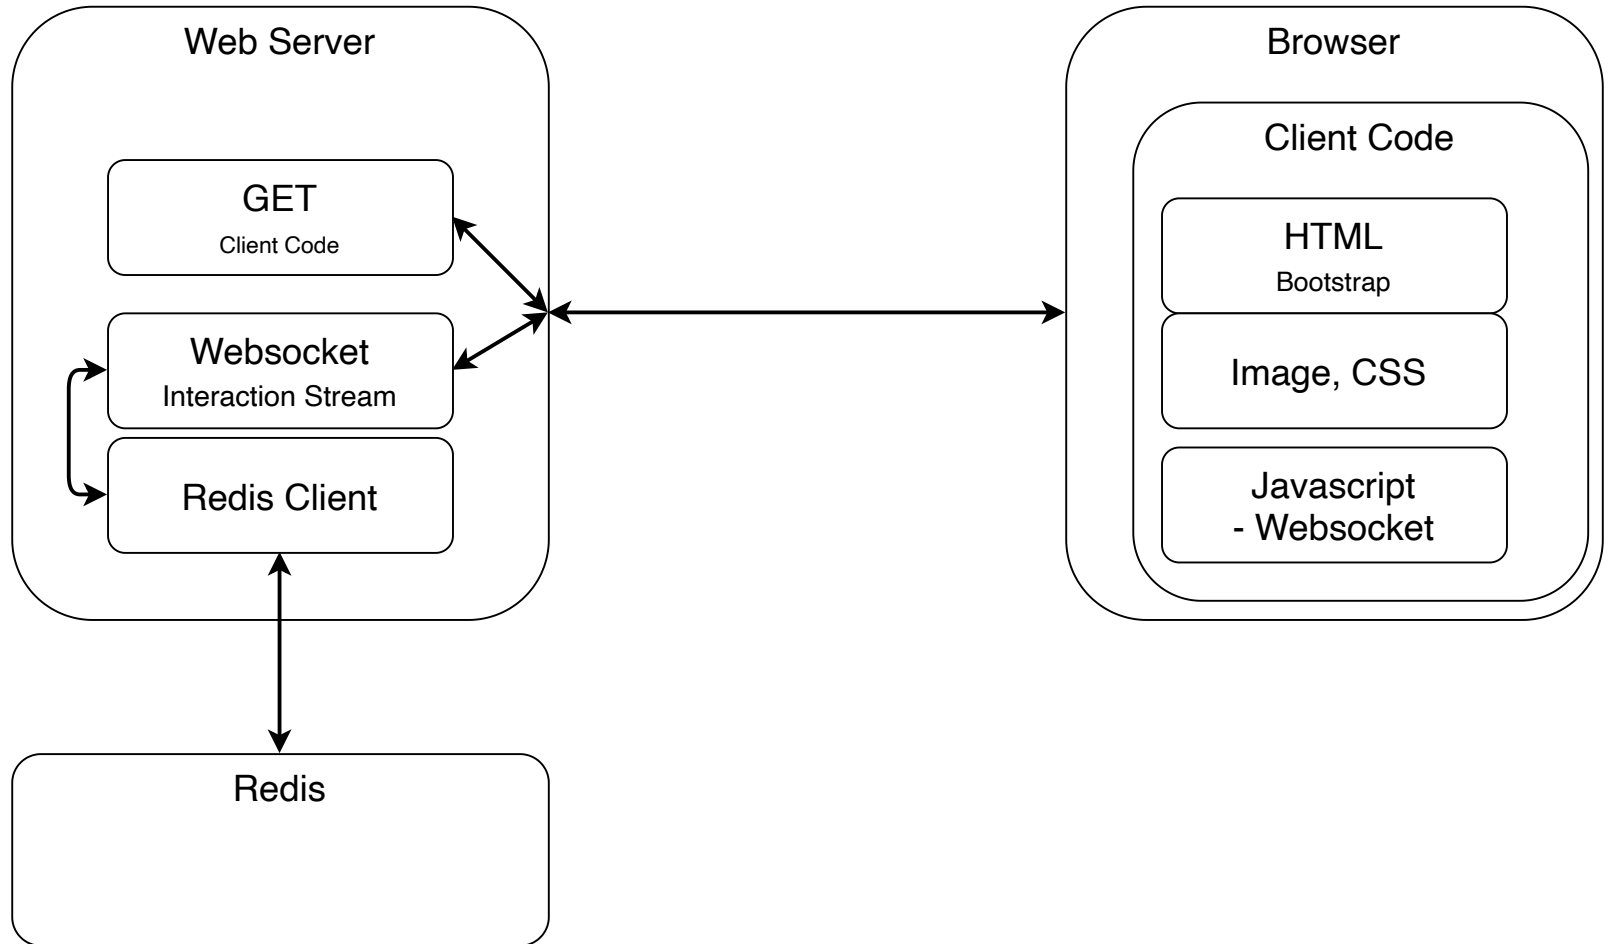 Web Server
GET
Client Code
Websocket
Interaction Stream
Redis Client
Redis
Browser
Client Code
HTML
Bootstrap
Image, CSS
Javascript
- Websocket